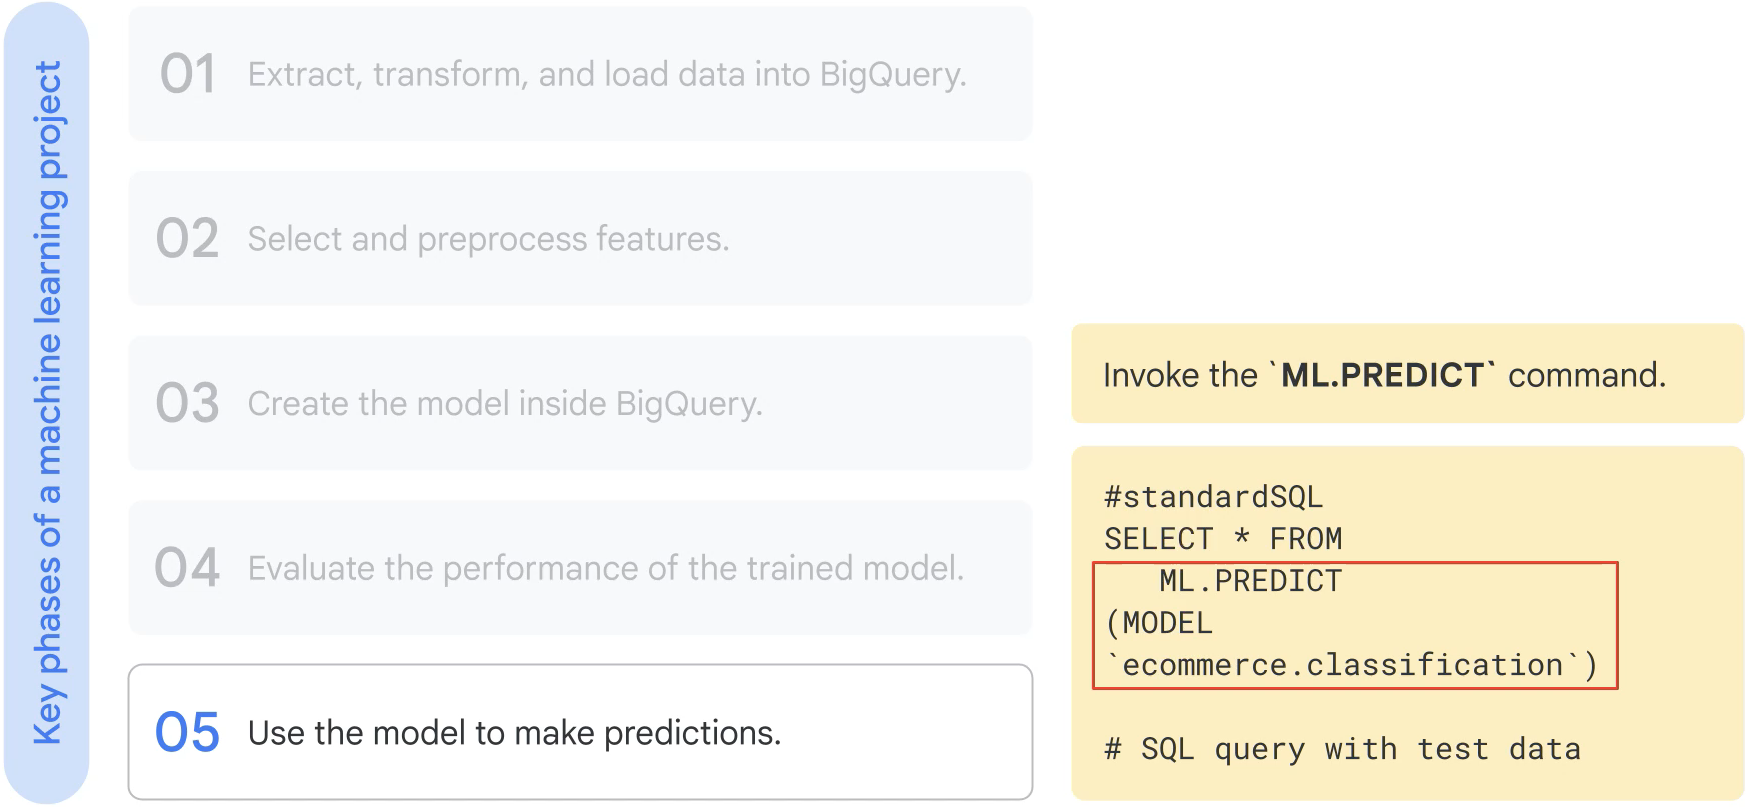 Key phases of a machine learning project
01 Extract, transform, and load data into BigQuery.
02 Select and preprocess features.
03 Create the model inside BigQuery.
04 Evaluate the performance of the trained model.
05 Use the model to make predictions.
Invoke the `ML.PREDICT` command.
#standardSQL
SELECT * FROM
ML.PREDICT
(MODEL
`ecommerce.classification`)
# SQL query with test data